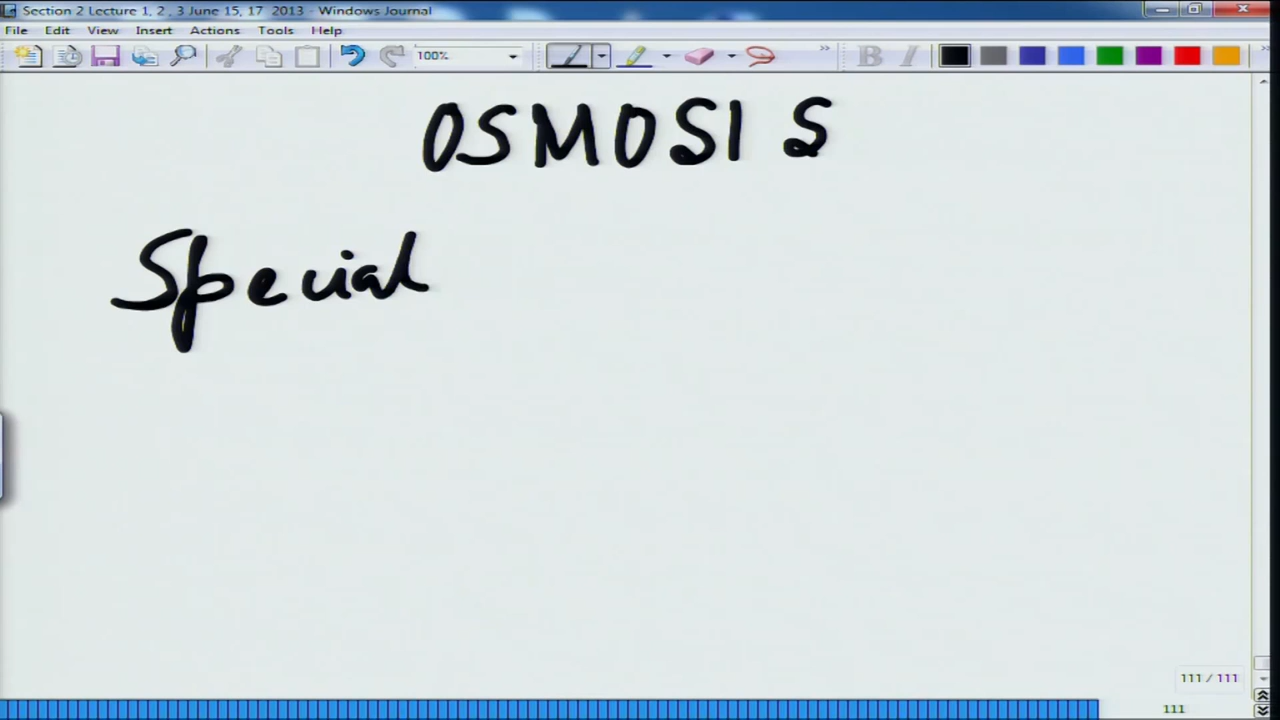 Section 2 Lecture 1, 2 , 3 June 15, 17 2013 - Windows Journal
File Edit View Insert Actions Tools Help
100% B I
OSMOSIS
Special
111 / 111
111